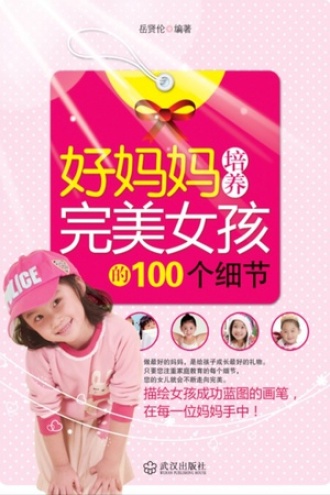 岳贤伦◎编著
好妈妈培养
完美女孩
的100个细节
POLICE
做最好的妈妈，是给孩子成长最好的礼物。
只要您注重家庭教育的每个细节，
您的女儿就会不断走向完美。
描绘女孩成功蓝图的画笔，
在每一位妈妈手中！
武汉出版社